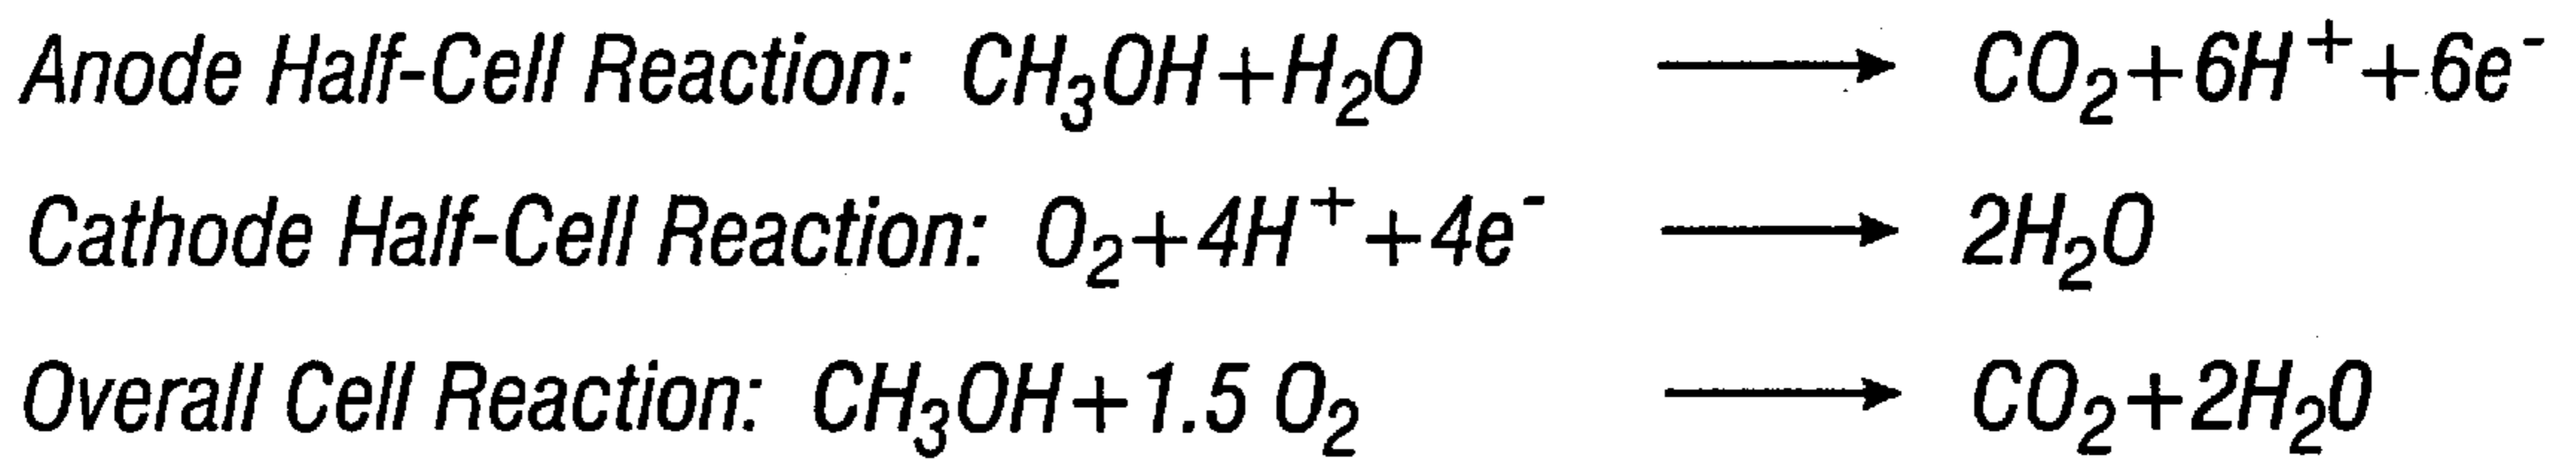 Anode Half-Cell Reaction: CH₃OH+H₂O ⟶ CO₂+6H⁺+6e⁻
Cathode Half-Cell Reaction: O₂+4H⁺+4e⁻ ⟶ 2H₂O
Overall Cell Reaction: CH₃OH+1.5 O₂ ⟶ CO₂+2H₂O